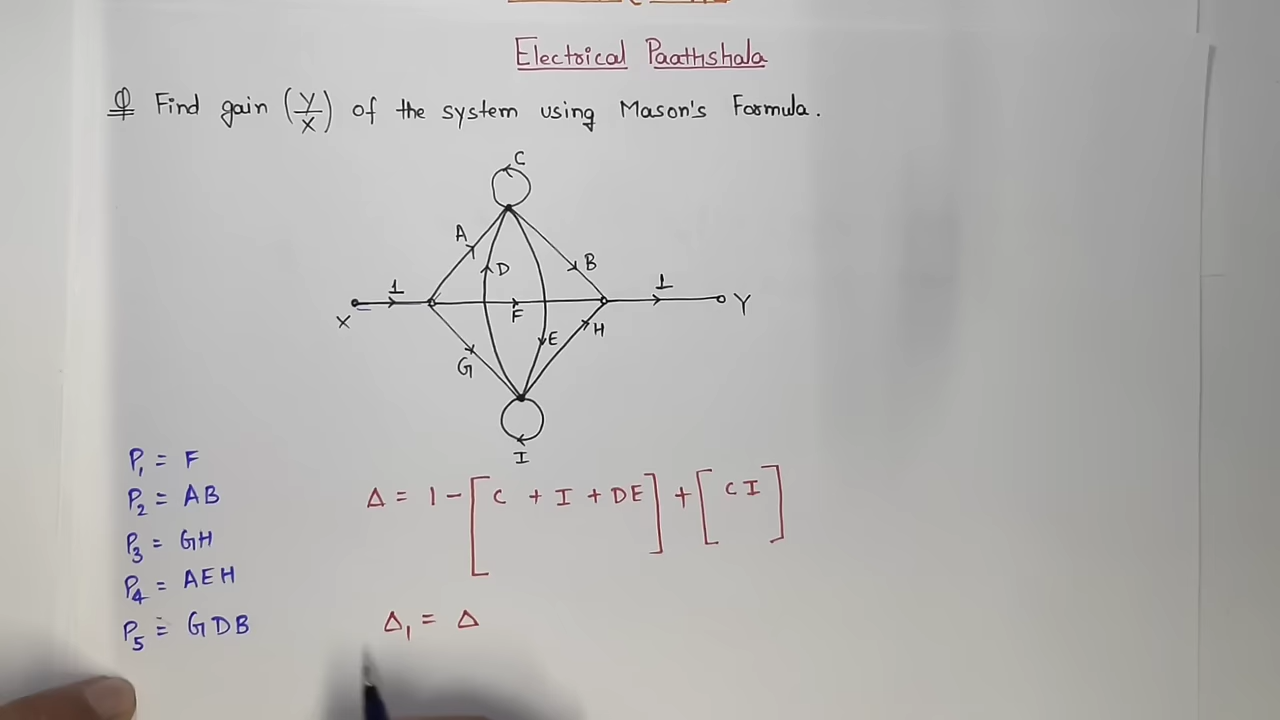 Electrical Paathshala
Q Find gain (Y/X) of the system using Mason's Formula.
C
A
B
D
1
1
X
F
Y
E
H
G
I
P₁ = F
P₂ = AB
P₃ = GH
P₄ = AEH
P₅ = GDB
Δ = 1 - [C + I + DE] + [CI]
Δ₁ = Δ